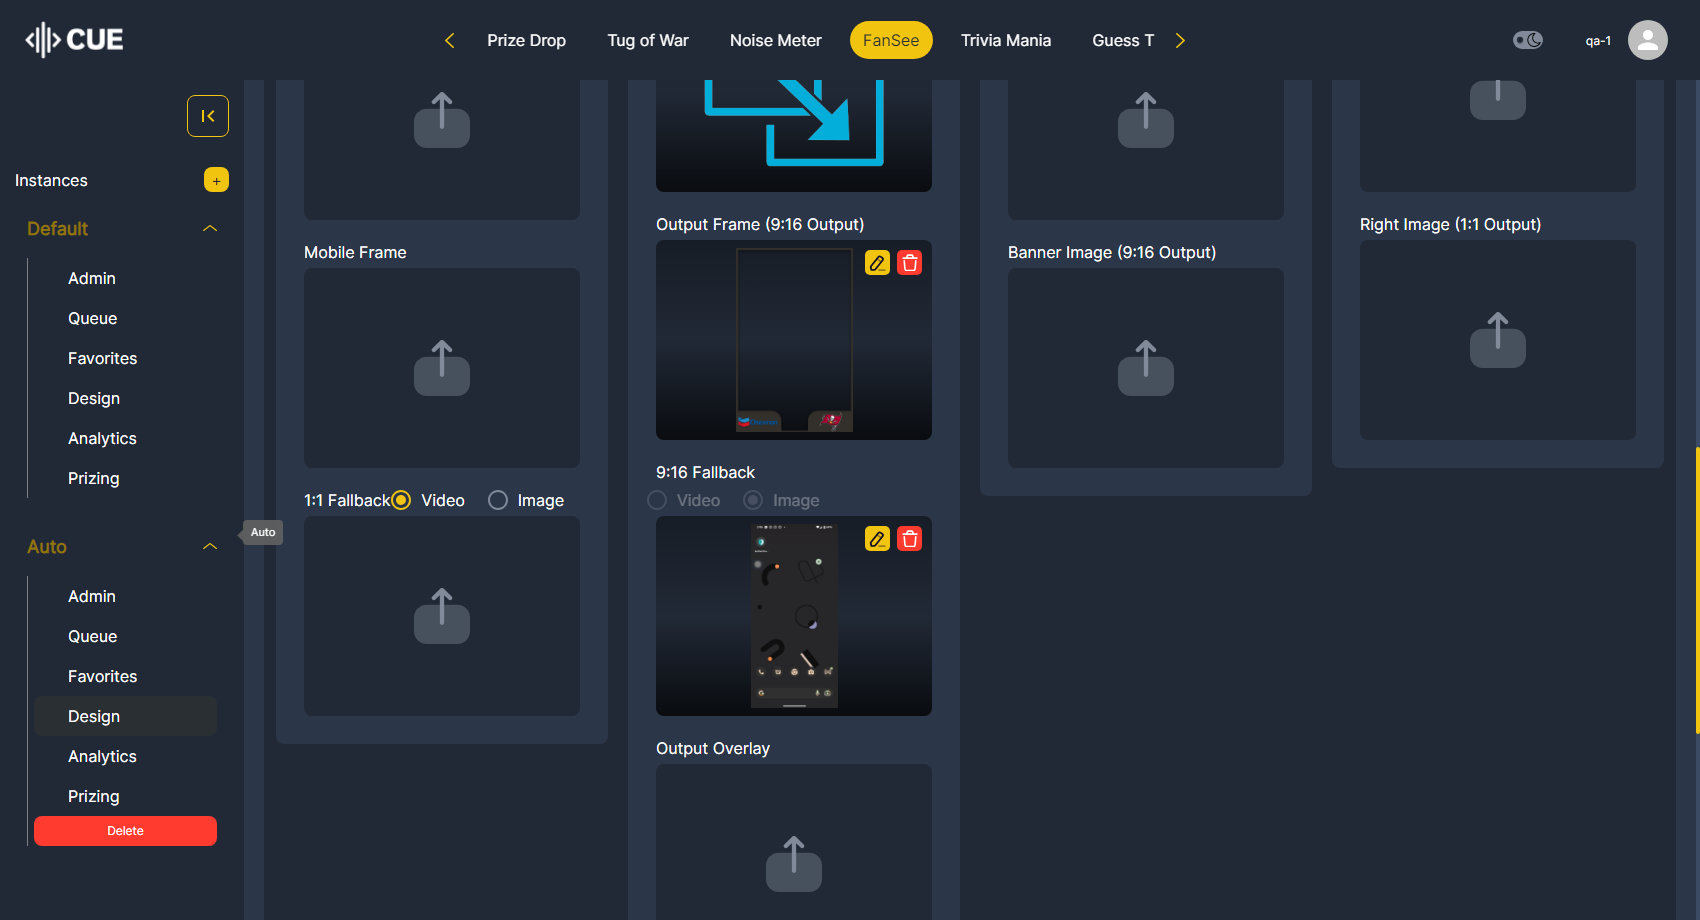 CUE
Prize Drop
Tug of War
Noise Meter
FanSee
Trivia Mania
Guess T
qa-1
Instances
+
Default
Admin
Queue
Favorites
Design
Analytics
Prizing
Auto
Auto
Admin
Queue
Favorites
Design
Analytics
Prizing
Delete
Mobile Frame
1:1 Fallback
Video
Image
Output Frame (9:16 Output)
9:16 Fallback
Video
Image
Output Overlay
Banner Image (9:16 Output)
Right Image (1:1 Output)